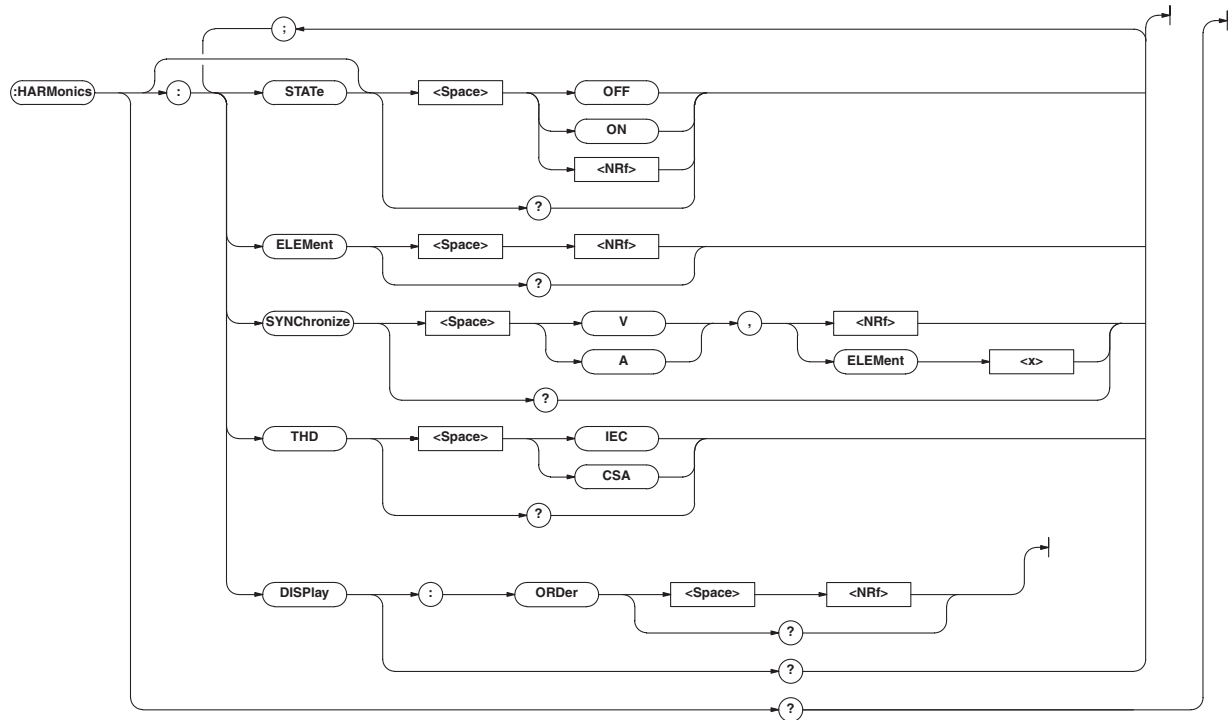 ;
:HARMonics : STATe <Space> OFF
ON
<NRf>
?
ELEMent <Space> <NRf>
?
SYNChronize <Space> V , <NRf>
A ELEMent <x>
?
THD <Space> IEC
CSA
?
DISPlay : ORDer <Space> <NRf>
?
?
?